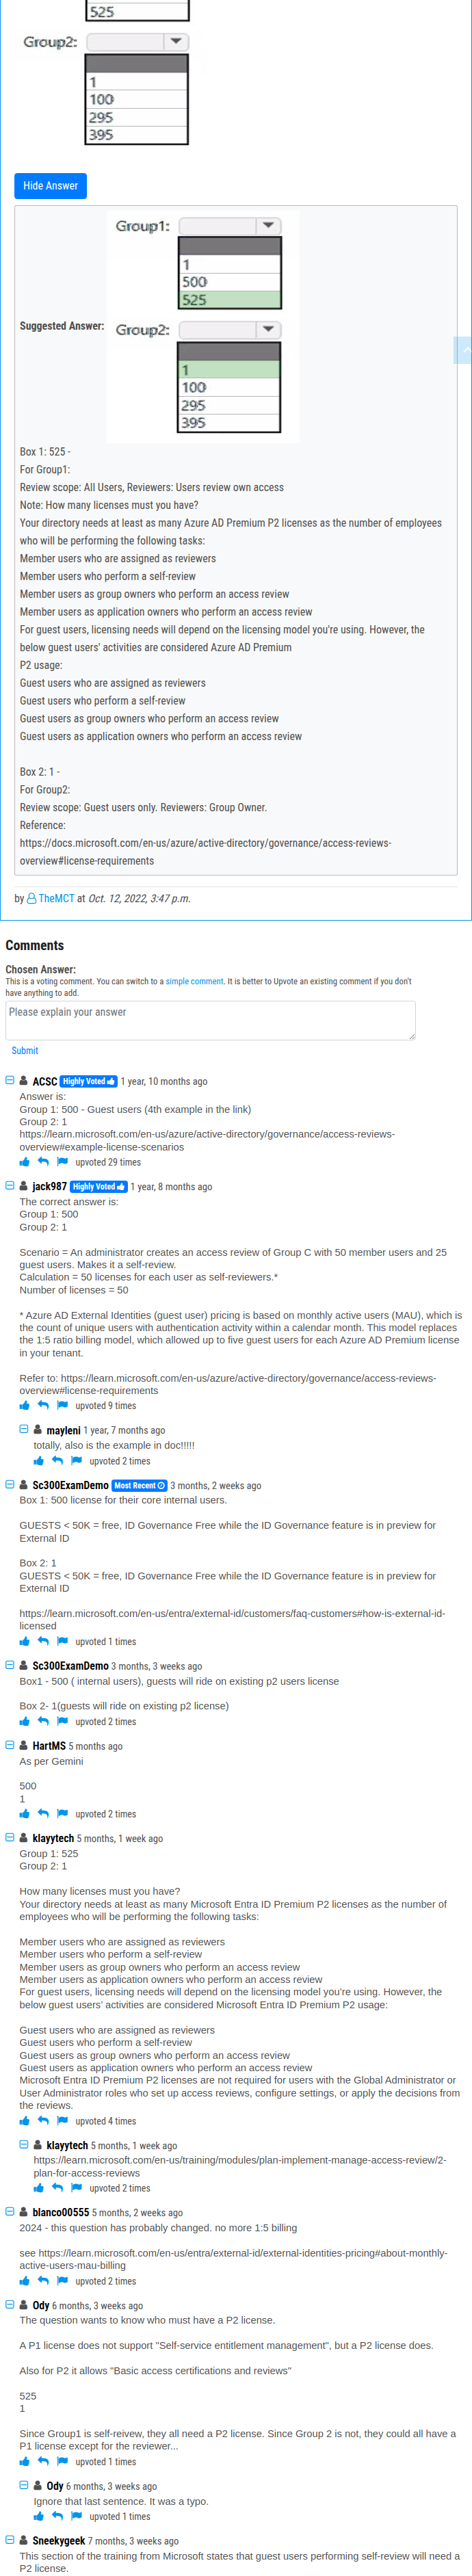 525
Group2:
1
100
295
395
Hide Answer
Group1:
1
500
525
Suggested Answer:
Group2:
1
100
295
395
Box 1: 525 -
For Group1:
Review scope: All Users, Reviewers: Users review own access
Note: How many licenses must you have?
Your directory needs at least as many Azure AD Premium P2 licenses as the number of employees
who will be performing the following tasks:
Member users who are assigned as reviewers
Member users who perform a self-review
Member users as group owners who perform an access review
Member users as application owners who perform an access review
For guest users, licensing needs will depend on the licensing model you're using. However, the
below guest users' activities are considered Azure AD Premium
P2 usage:
Guest users who are assigned as reviewers
Guest users who perform a self-review
Guest users as group owners who perform an access review
Guest users as application owners who perform an access review
Box 2: 1 -
For Group2:
Review scope: Guest users only. Reviewers: Group Owner.
Reference:
https://docs.microsoft.com/en-us/azure/active-directory/governance/access-reviews-
overview#license-requirements
by TheMCT at Oct. 12, 2022, 3:47 p.m.
Comments
Chosen Answer:
This is a voting comment. You can switch to a simple comment. It is better to Upvote an existing comment if you don't
have anything to add.
Please explain your answer
Submit
ACSC Highly Voted 1 year, 10 months ago
Answer is:
Group 1: 500 - Guest users (4th example in the link)
Group 2: 1
https://learn.microsoft.com/en-us/azure/active-directory/governance/access-reviews-
overview#example-license-scenarios
upvoted 29 times
jack987 Highly Voted 1 year, 8 months ago
The correct answer is:
Group 1: 500
Group 2: 1
Scenario = An administrator creates an access review of Group C with 50 member users and 25
guest users. Makes it a self-review.
Calculation = 50 licenses for each user as self-reviewers.*
Number of licenses = 50
* Azure AD External Identities (guest user) pricing is based on monthly active users (MAU), which is
the count of unique users with authentication activity within a calendar month. This model replaces
the 1:5 ratio billing model, which allowed up to five guest users for each Azure AD Premium license
in your tenant.
Refer to: https://learn.microsoft.com/en-us/azure/active-directory/governance/access-reviews-
overview#license-requirements
upvoted 9 times
mayleni 1 year, 7 months ago
totally, also is the example in doc!!!!!
upvoted 2 times
Sc300ExamDemo Most Recent 3 months, 2 weeks ago
Box 1: 500 license for their core internal users.
GUESTS < 50K = free, ID Governance Free while the ID Governance feature is in preview for
External ID
Box 2: 1
GUESTS < 50K = free, ID Governance Free while the ID Governance feature is in preview for
External ID
https://learn.microsoft.com/en-us/entra/external-id/customers/faq-customers#how-is-external-id-
licensed
upvoted 1 times
Sc300ExamDemo 3 months, 3 weeks ago
Box1 - 500 ( internal users), guests will ride on existing p2 users license
Box 2- 1(guests will ride on existing p2 license)
upvoted 2 times
HartMS 5 months ago
As per Gemini
500
1
upvoted 2 times
klayytech 5 months, 1 week ago
Group 1: 525
Group 2: 1
How many licenses must you have?
Your directory needs at least as many Microsoft Entra ID Premium P2 licenses as the number of
employees who will be performing the following tasks:
Member users who are assigned as reviewers
Member users who perform a self-review
Member users as group owners who perform an access review
Member users as application owners who perform an access review
For guest users, licensing needs will depend on the licensing model you're using. However, the
below guest users' activities are considered Microsoft Entra ID Premium P2 usage:
Guest users who are assigned as reviewers
Guest users who perform a self-review
Guest users as group owners who perform an access review
Guest users as application owners who perform an access review
Microsoft Entra ID Premium P2 licenses are not required for users with the Global Administrator or
User Administrator roles who set up access reviews, configure settings, or apply the decisions from
the reviews.
upvoted 4 times
klayytech 5 months, 1 week ago
https://learn.microsoft.com/en-us/training/modules/plan-implement-manage-access-review/2-
plan-for-access-reviews
upvoted 2 times
blanco00555 5 months, 2 weeks ago
2024 - this question has probably changed. no more 1:5 billing
see https://learn.microsoft.com/en-us/entra/external-id/external-identities-pricing#about-monthly-
active-users-mau-billing
upvoted 2 times
Ody 6 months, 3 weeks ago
The question wants to know who must have a P2 license.
A P1 license does not support "Self-service entitlement management", but a P2 license does.
Also for P2 it allows "Basic access certifications and reviews"
525
1
Since Group1 is self-reivew, they all need a P2 license. Since Group 2 is not, they could all have a
P1 license except for the reviewer...
upvoted 1 times
Ody 6 months, 3 weeks ago
Ignore that last sentence. It was a typo.
upvoted 1 times
Sneekygeek 7 months, 3 weeks ago
This section of the training from Microsoft states that guest users performing self-review will need a
P2 license.